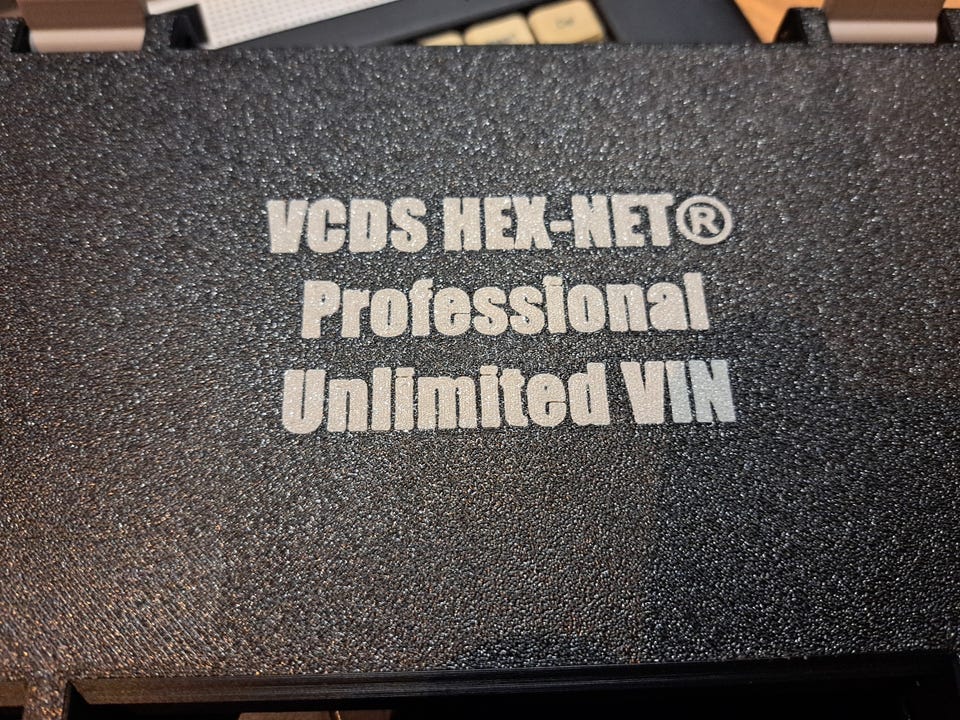 VCDS HEX-NET®
Professional
Unlimited VIN